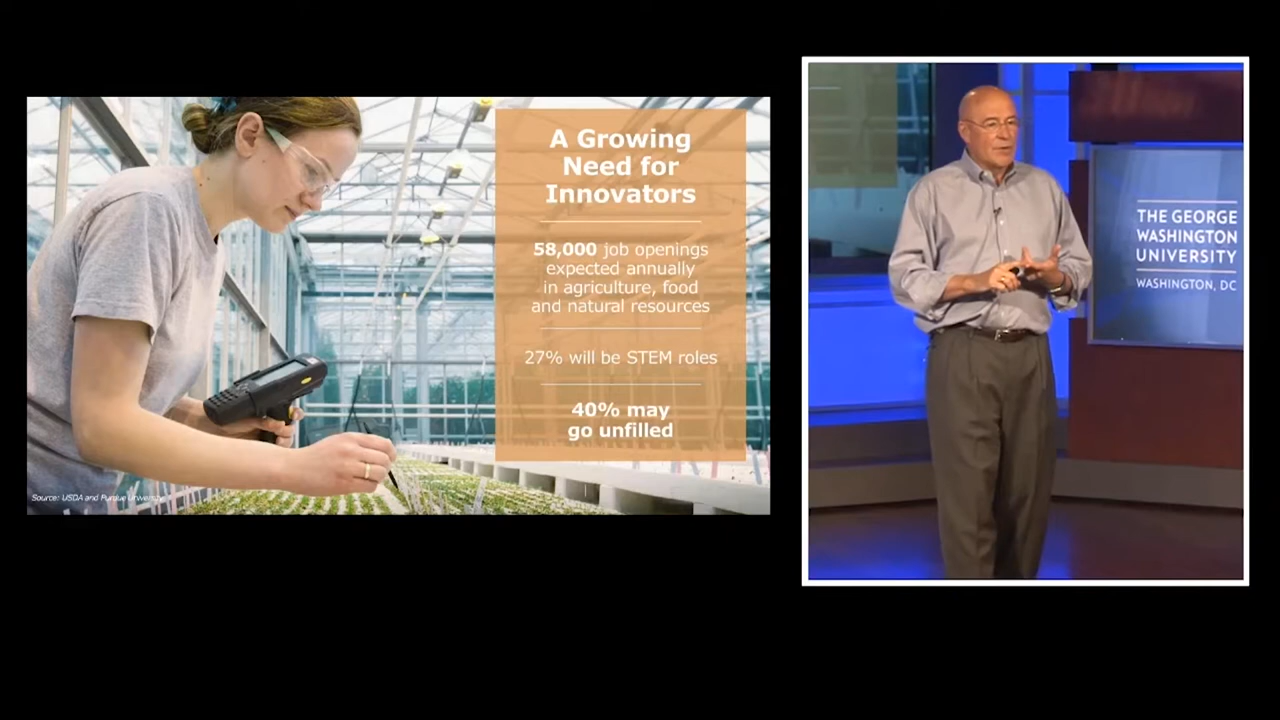 A Growing
Need for
Innovators
58,000 job openings
expected annually
in agriculture, food
and natural resources
27% will be STEM roles
40% may
go unfilled
Source: USDA and Purdue University
THE GEORGE
WASHINGTON
UNIVERSITY
WASHINGTON, DC